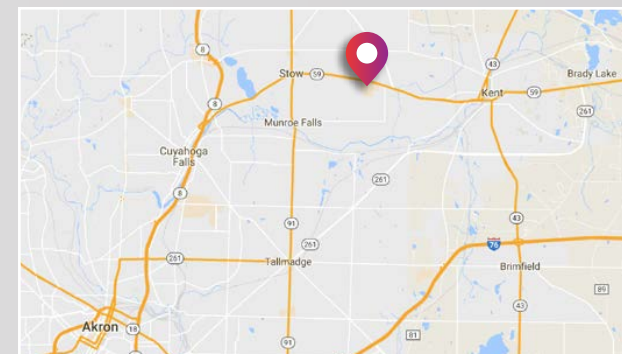 8
Stow
59
43
Kent
59
Brady Lake
8
261
Munroe Falls
Cuyahoga
Falls
261
8
91
43
261
76
261
Tallmadge
Brimfield
89
43
Akron
18
81
91